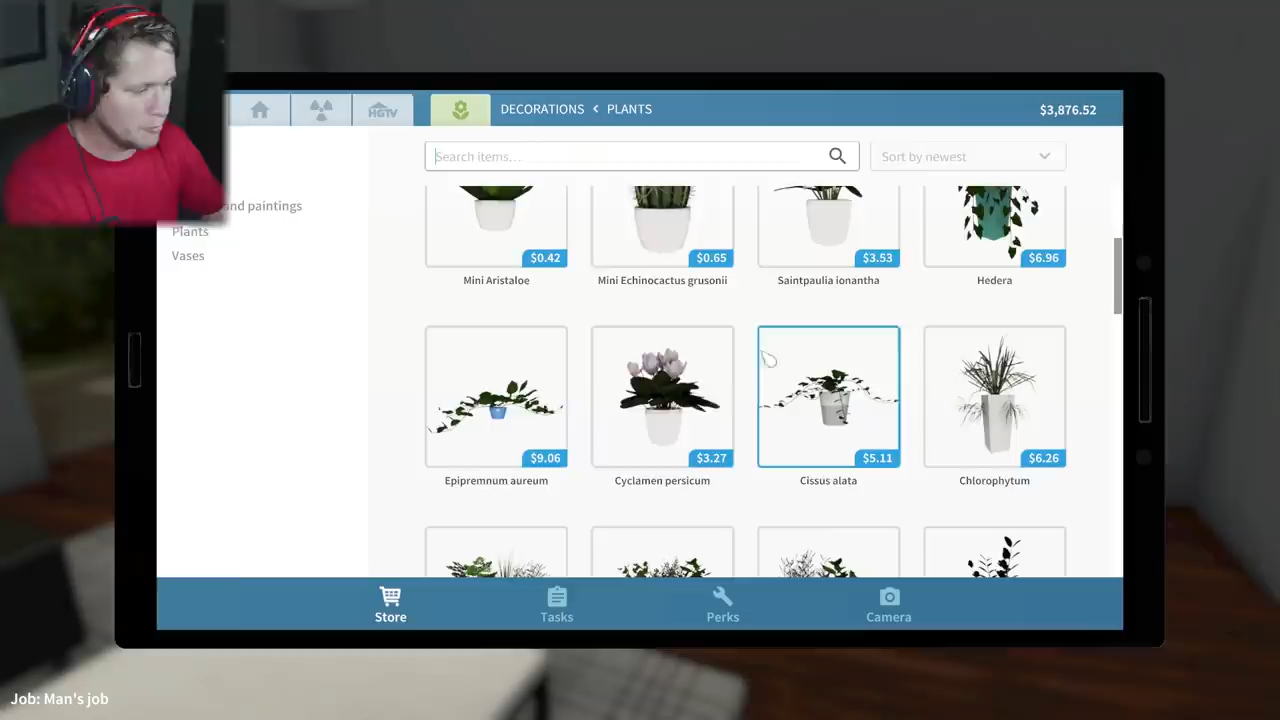 HGTV
DECORATIONS < PLANTS
$3,876.52
Search items...
Sort by newest
and paintings
Plants
Vases
$0.42
$0.65
$3.53
$6.96
Mini Aristaloe
Mini Echinocactus grusonii
Saintpaulia ionantha
Hedera
$9.06
$3.27
$5.11
$6.26
Epipremnum aureum
Cyclamen persicum
Cissus alata
Chlorophytum
Store
Tasks
Perks
Camera
Job: Man's job